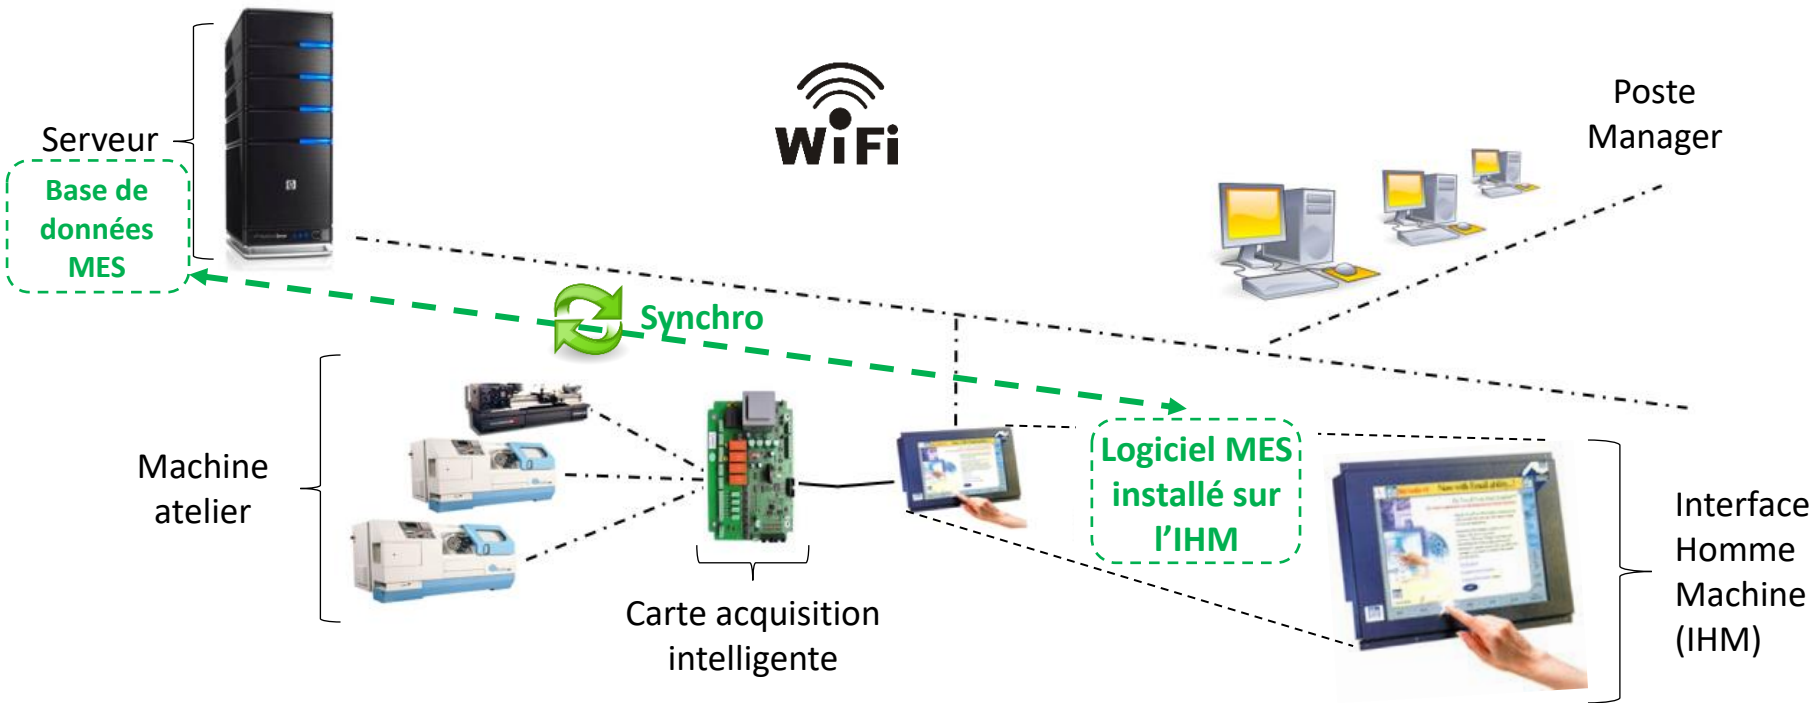 Serveur
Base de
données
MES
WiFi
Poste
Manager
Synchro
Machine
atelier
Carte acquisition
intelligente
Logiciel MES
installé sur
l’IHM
Interface
Homme
Machine
(IHM)